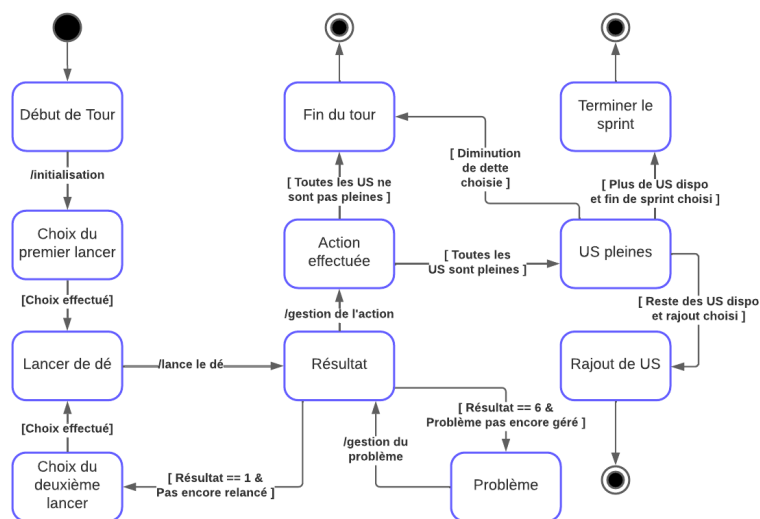 Début de Tour
Fin du tour
Terminer le
sprint
[ Diminution
de dette
choisie ]
/initialisation
[ Toutes les US ne
sont pas pleines ]
[ Plus de US dispo
et fin de sprint choisi ]
Choix du
premier lancer
Action
effectuée
[ Toutes les
US sont pleines ]
US pleines
[Choix effectué]
/gestion de l'action
[ Reste des US dispo
et rajout choisi ]
Lancer de dé
/lance le dé
Résultat
Rajout de US
[Choix effectué]
/gestion du
problème
[ Résultat == 6 &
Problème pas encore géré ]
Choix du
deuxième
lancer
[ Résultat == 1 &
Pas encore relancé ]
Problème